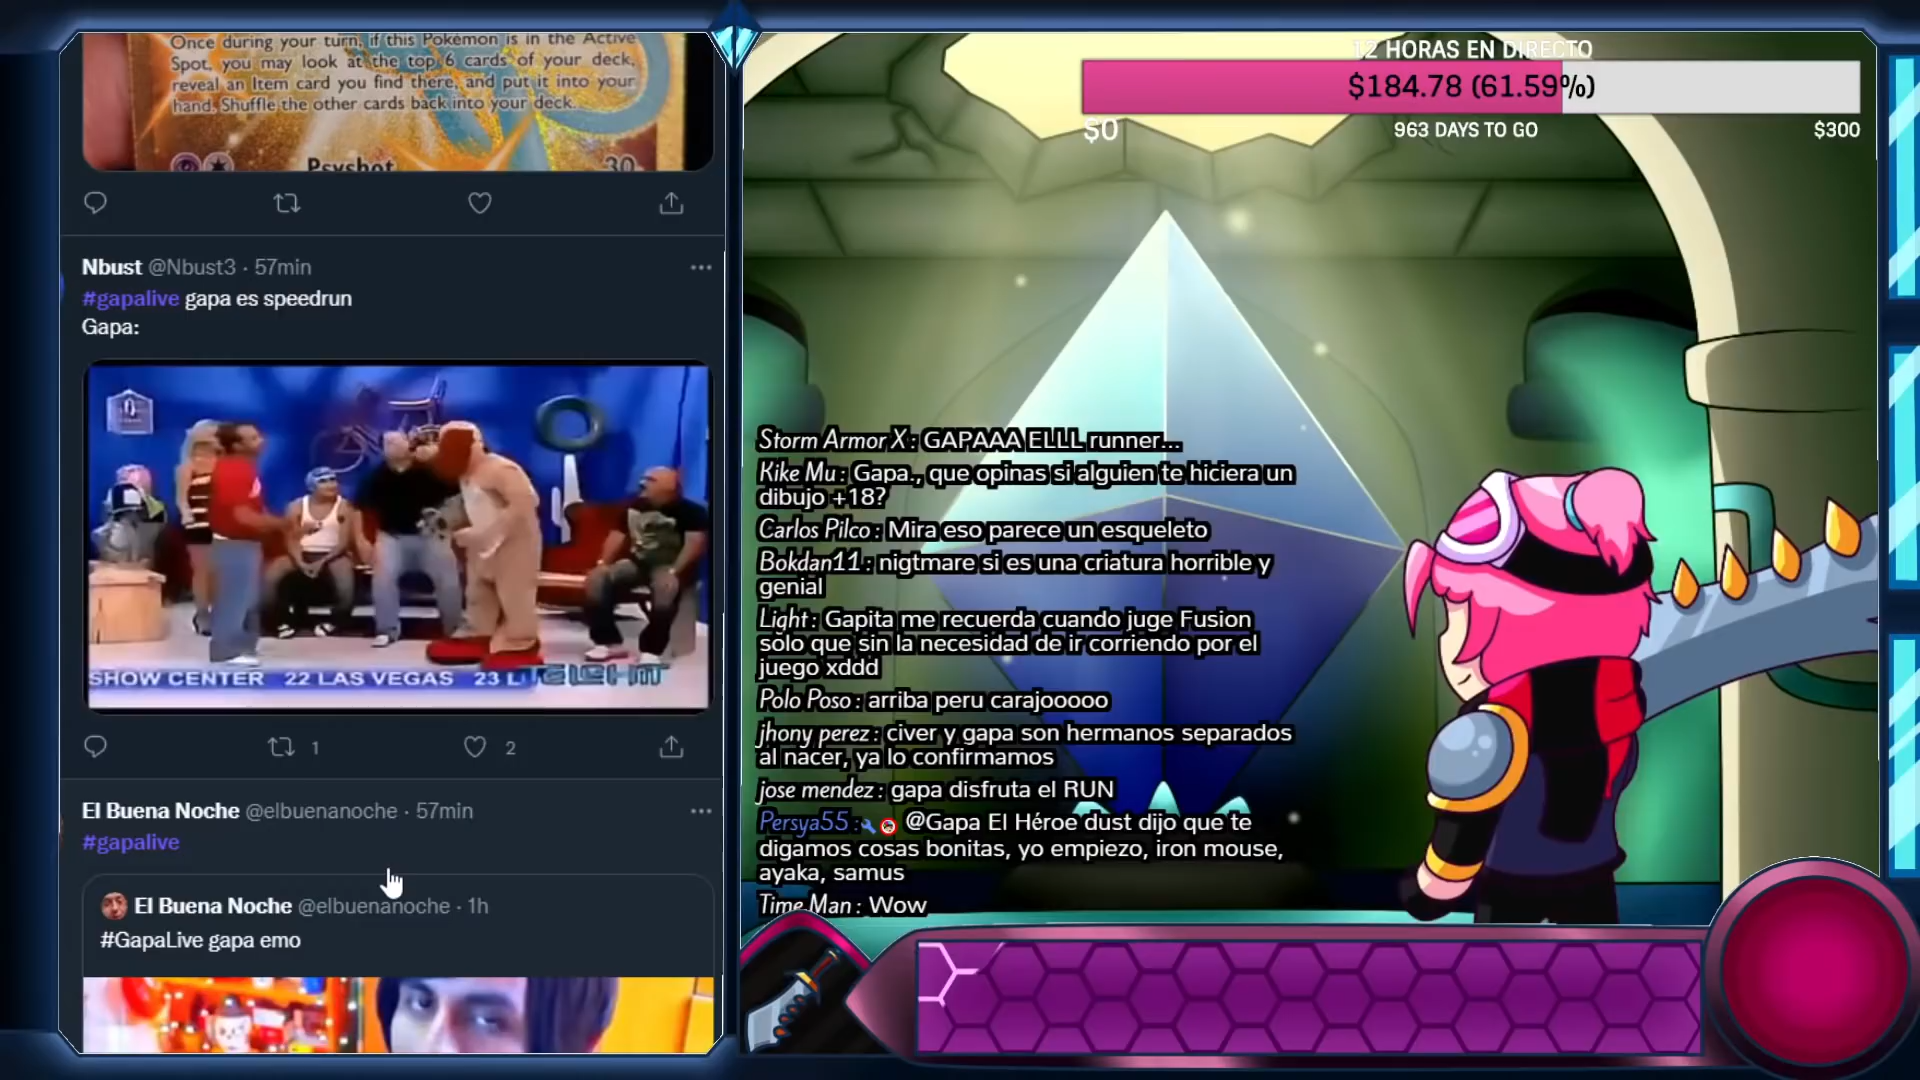 Once during your turn, if this Pokémon is in the Active
Spot, you may look at the top 6 cards of your deck,
reveal an Item card you find there, and put it into your
hand. Shuffle the other cards back into your deck.
Psyshot 30
Nbust @Nbust3 · 57min
#gapalive gapa es speedrun
Gapa:
SHOW CENTER 22 LAS VEGAS 23 L
TELEHIT
1 2
El Buena Noche @elbuenanoche · 57min
#gapalive
El Buena Noche @elbuenanoche · 1h
#GapaLive gapa emo
12 HORAS EN DIRECTO
$184.78 (61.59%)
$0 963 DAYS TO GO $300
Storm Armor X : GAPAAA ELLL runner...
Kike Mu : Gapa., que opinas si alguien te hiciera un
dibujo +18?
Carlos Pilco : Mira eso parece un esqueleto
Bokdan11 : nigtmare si es una criatura horrible y
genial
Light : Gapita me recuerda cuando juge Fusion
solo que sin la necesidad de ir corriendo por el
juego xddd
Polo Poso : arriba peru carajooooo
jhony perez : civer y gapa son hermanos separados
al nacer, ya lo confirmamos
jose mendez : gapa disfruta el RUN
Persya55 : @Gapa El Héroe dust dijo que te
digamos cosas bonitas, yo empiezo, iron mouse,
ayaka, samus
Time Man : Wow